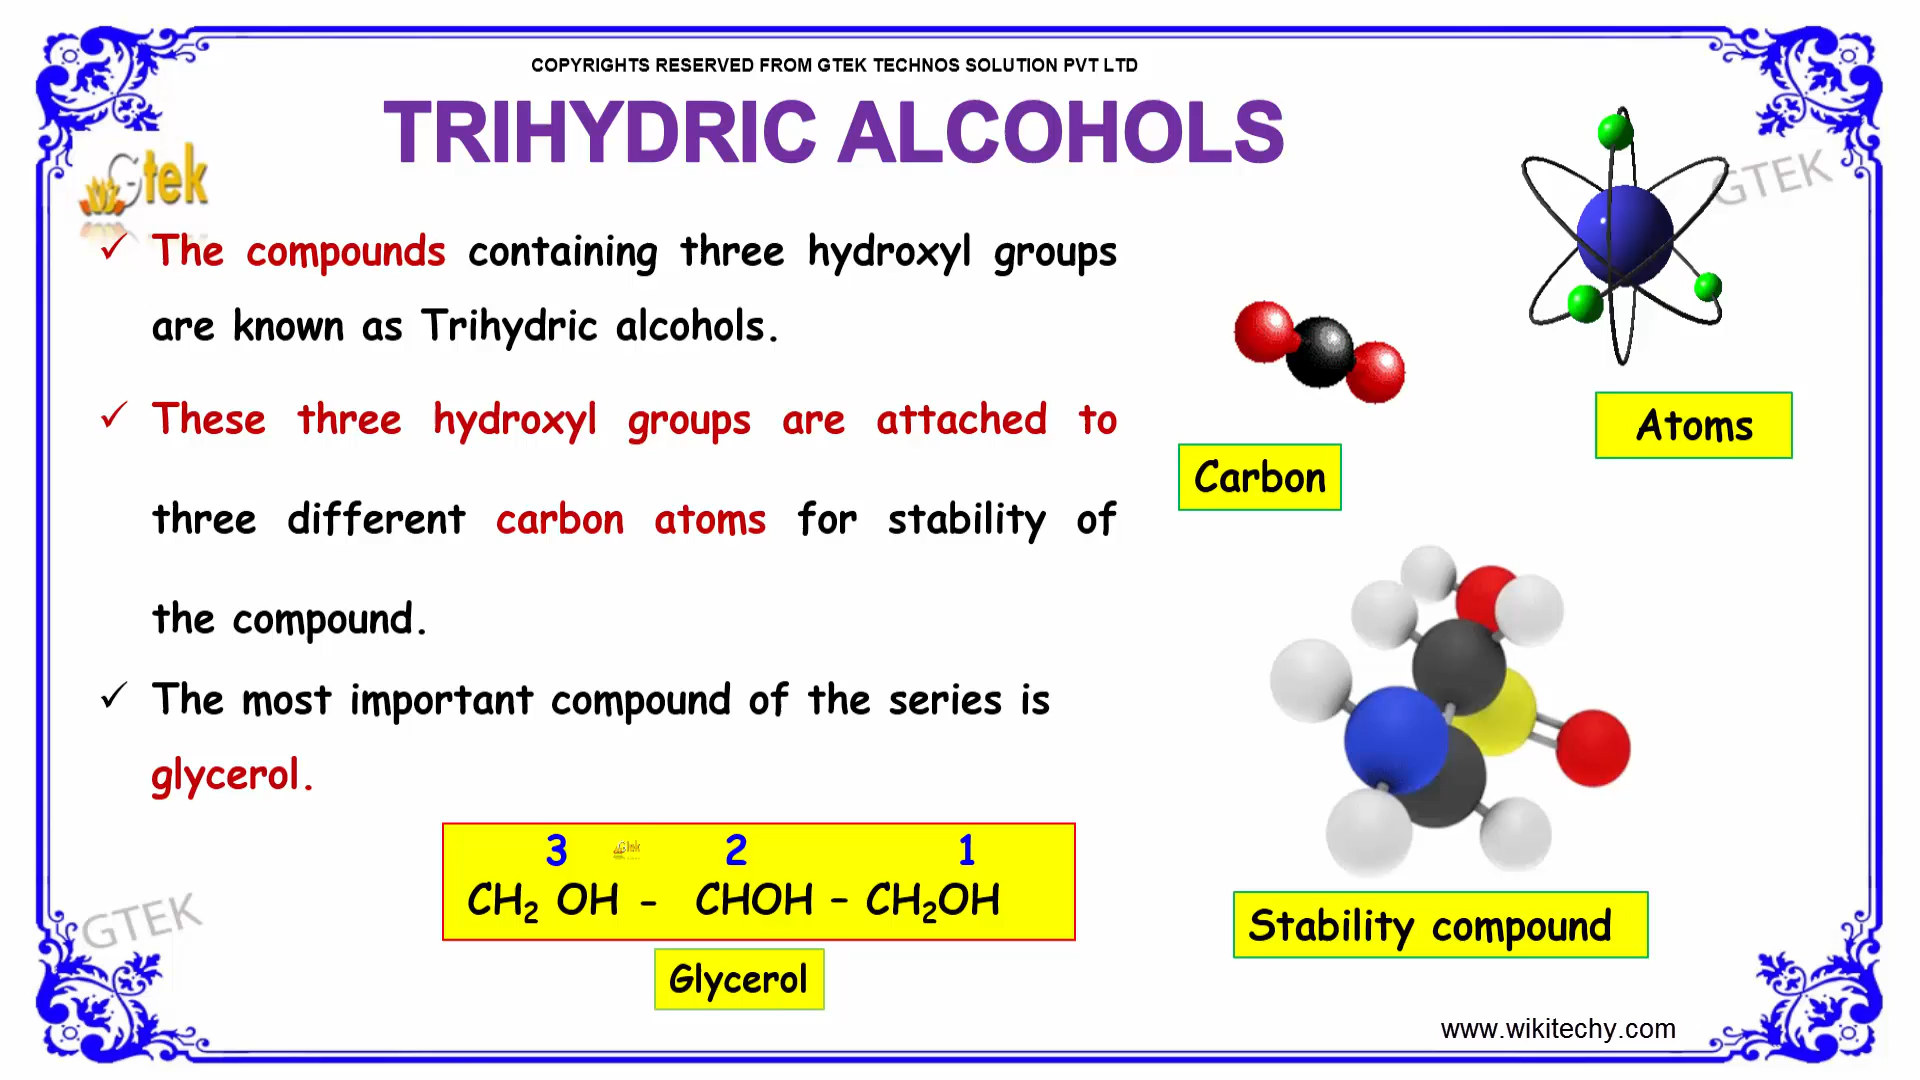 COPYRIGHTS RESERVED FROM GTEK TECHNOS SOLUTION PVT LTD
TRIHYDRIC ALCOHOLS
Gtek
GTEK
✓ The compounds containing three hydroxyl groups
are known as Trihydric alcohols.
✓ These three hydroxyl groups are attached to
three different carbon atoms for stability of
the compound.
✓ The most important compound of the series is
glycerol.
Atoms
Carbon
Stability compound
3 Gtek 2 1
CH₂ OH – CHOH – CH₂OH
Glycerol
GTEK
www.wikitechy.com